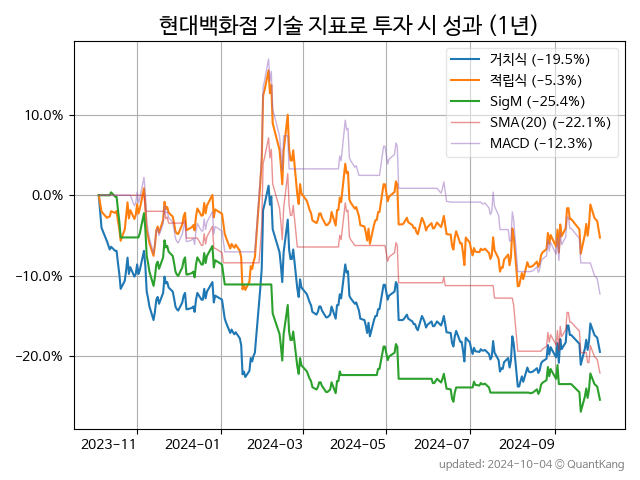 현대백화점 기술 지표로 투자 시 성과 (1년)
거치식 (−19.5%)
적립식 (−5.3%)
SigM (−25.4%)
SMA(20) (−22.1%)
MACD (−12.3%)
10.0%
0.0%
−10.0%
−20.0%
2023-11 2024-01 2024-03 2024-05 2024-07 2024-09
updated: 2024-10-04 © QuantKang